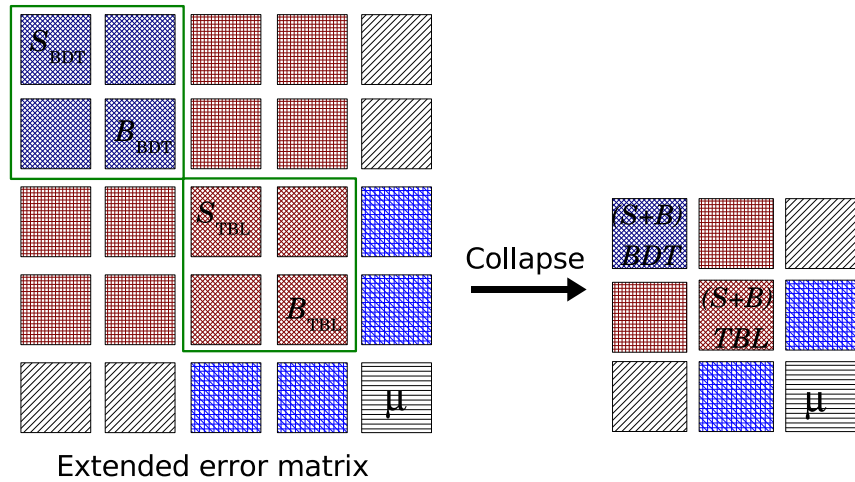 S_BDT
B_BDT
S_TBL
B_TBL
μ
Extended error matrix
Collapse
(S+B)
BDT
(S+B)
TBL
μ